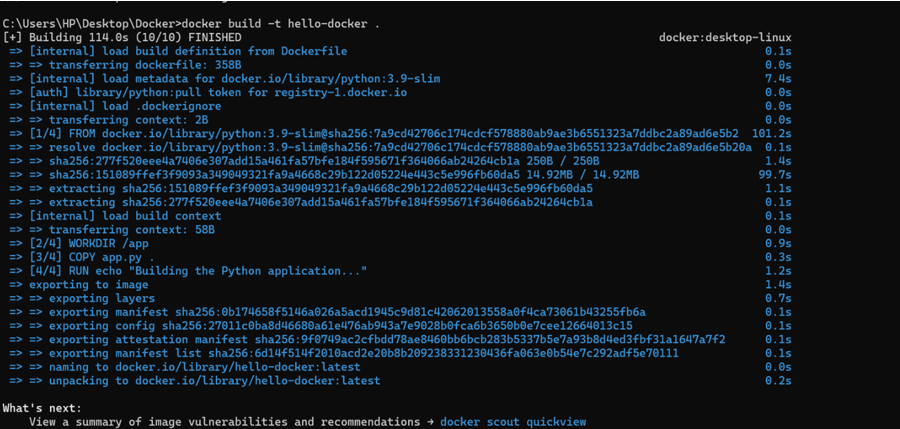 C:\Users\HP\Desktop\Docker>docker build -t hello-docker .
[+] Building 114.0s (10/10) FINISHED docker:desktop-linux
=> [internal] load build definition from Dockerfile 0.1s
=> => transferring dockerfile: 358B 0.0s
=> [internal] load metadata for docker.io/library/python:3.9-slim 7.4s
=> [auth] library/python:pull token for registry-1.docker.io 0.0s
=> [internal] load .dockerignore 0.0s
=> => transferring context: 2B 0.0s
=> [1/4] FROM docker.io/library/python:3.9-slim@sha256:7a9cd42706c174cdcf578880ab9ae3b6551323a7ddbc2a89ad6e5b2 101.2s
=> => resolve docker.io/library/python:3.9-slim@sha256:7a9cd42706c174cdcf578880ab9ae3b6551323a7ddbc2a89ad6e5b20a 0.1s
=> => sha256:277f520eee4a7406e307add15a461fa57bfe184f595671f364066ab24264cb1a 250B / 250B 1.4s
=> => sha256:151089ffef3f9093a349049321fa9a4668c29b122d05224e443c5e996fb60da5 14.92MB / 14.92MB 99.7s
=> => extracting sha256:151089ffef3f9093a349049321fa9a4668c29b122d05224e443c5e996fb60da5 1.1s
=> => extracting sha256:277f520eee4a7406e307add15a461fa57bfe184f595671f364066ab24264cb1a 0.1s
=> [internal] load build context 0.1s
=> => transferring context: 58B 0.0s
=> [2/4] WORKDIR /app 0.9s
=> [3/4] COPY app.py . 0.3s
=> [4/4] RUN echo "Building the Python application..." 1.2s
=> exporting to image 1.4s
=> => exporting layers 0.7s
=> => exporting manifest sha256:0b174658f5146a026a5acd1945c9d81c42062013558a0f4ca73061b43255fb6a 0.1s
=> => exporting config sha256:27011c0ba8d46680a61e476ab943a7e9028b0fca6b3650b0e7cee12664013c15 0.1s
=> => exporting attestation manifest sha256:9f0749ac2cfbdd78ae8460bb6bcb283b5337b5e7a93b8d4ed3fbf31a1647a7f2 0.1s
=> => exporting manifest list sha256:6d14f514f2010acd2e20b8b209238331230436fa063e0b54e7c292adf5e70111 0.1s
=> => naming to docker.io/library/hello-docker:latest 0.0s
=> => unpacking to docker.io/library/hello-docker:latest 0.2s
What's next:
View a summary of image vulnerabilities and recommendations → docker scout quickview